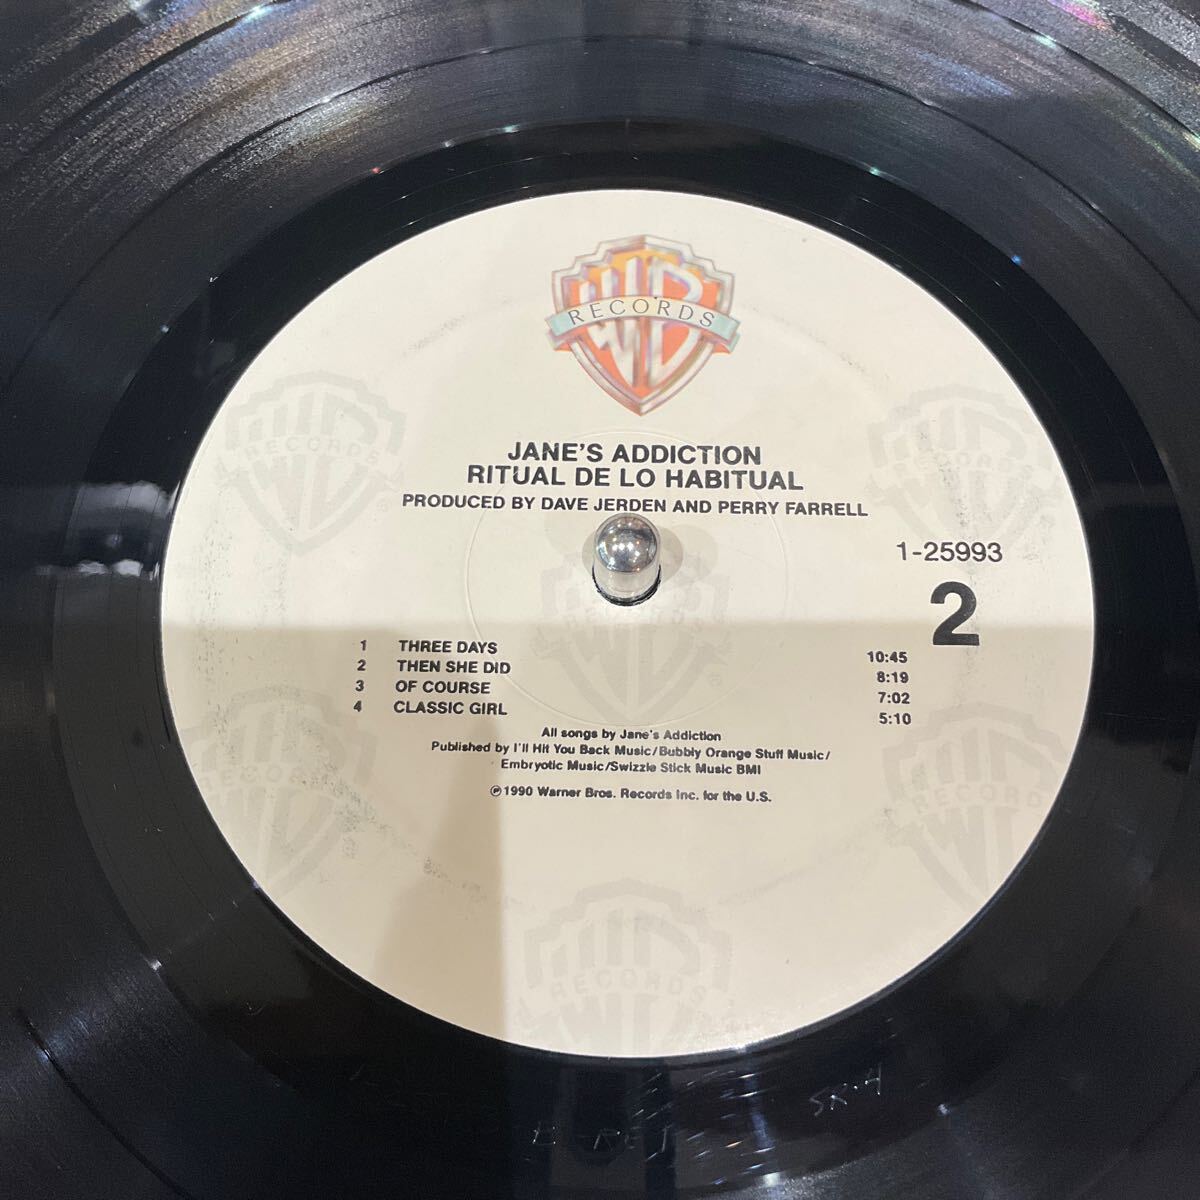 WB
RECORDS
JANE'S ADDICTION
RITUAL DE LO HABITUAL
PRODUCED BY DAVE JERDEN AND PERRY FARRELL
1-25993
2
1 THREE DAYS 10:45
2 THEN SHE DID 8:19
3 OF COURSE 7:02
4 CLASSIC GIRL 5:10
All songs by Jane's Addiction
Published by I'll Hit You Back Music/Bubbly Orange Stuff Music/
Embryotic Music/Swizzle Stick Music BMI
℗1990 Warner Bros. Records Inc. for the U.S.